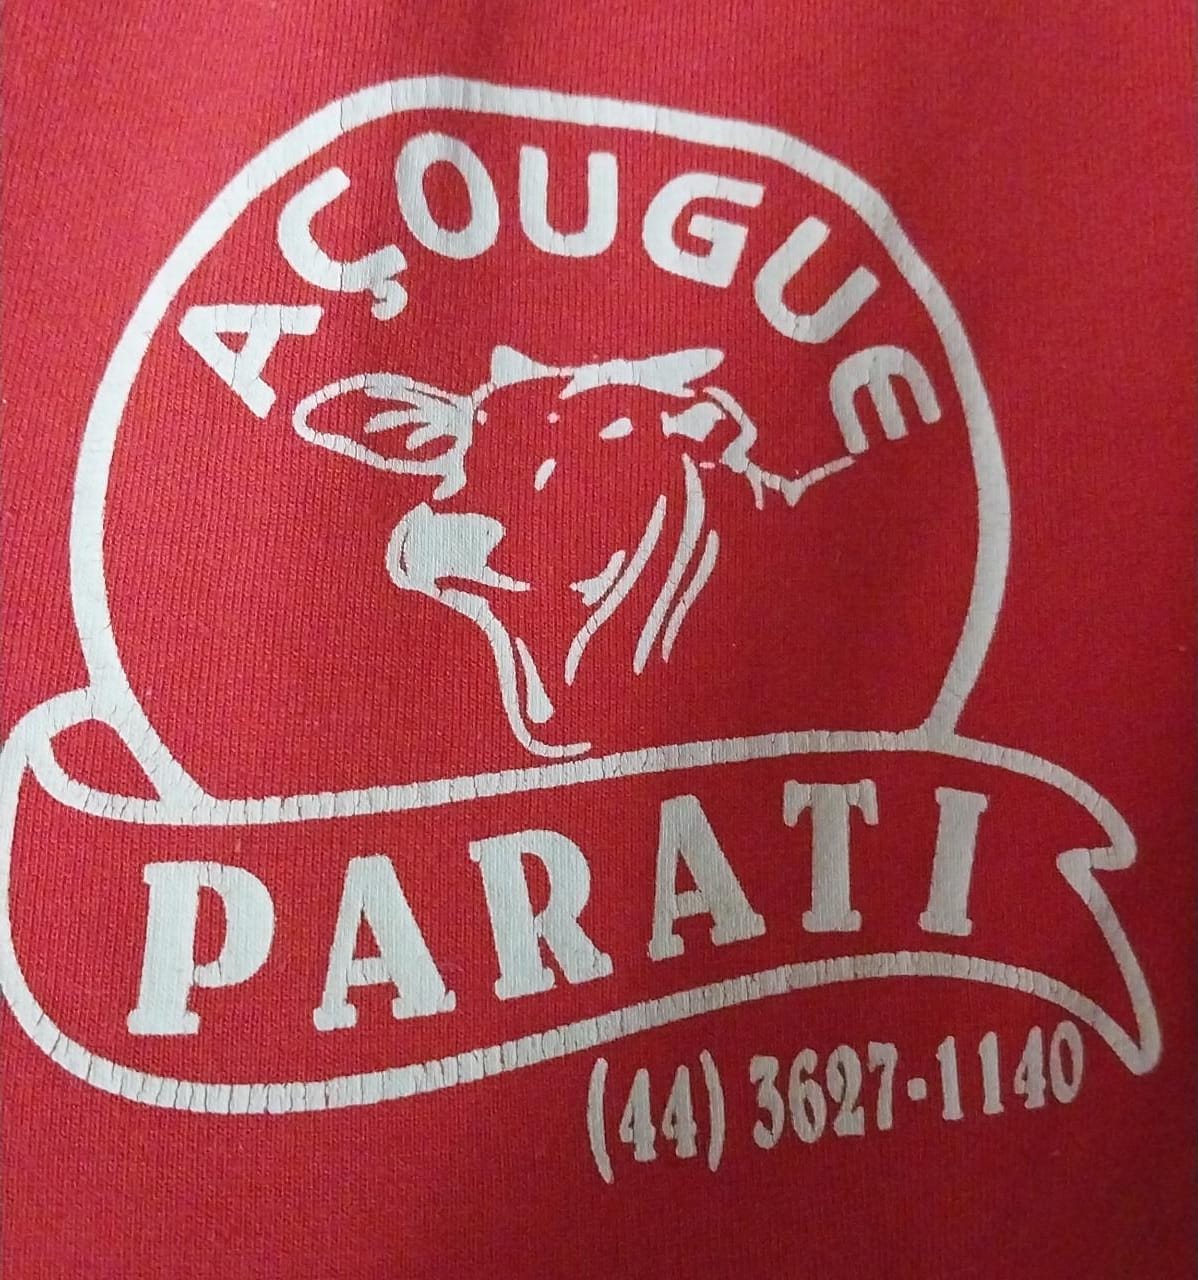 AÇOUGUE
PARATI
(44) 3627-1140